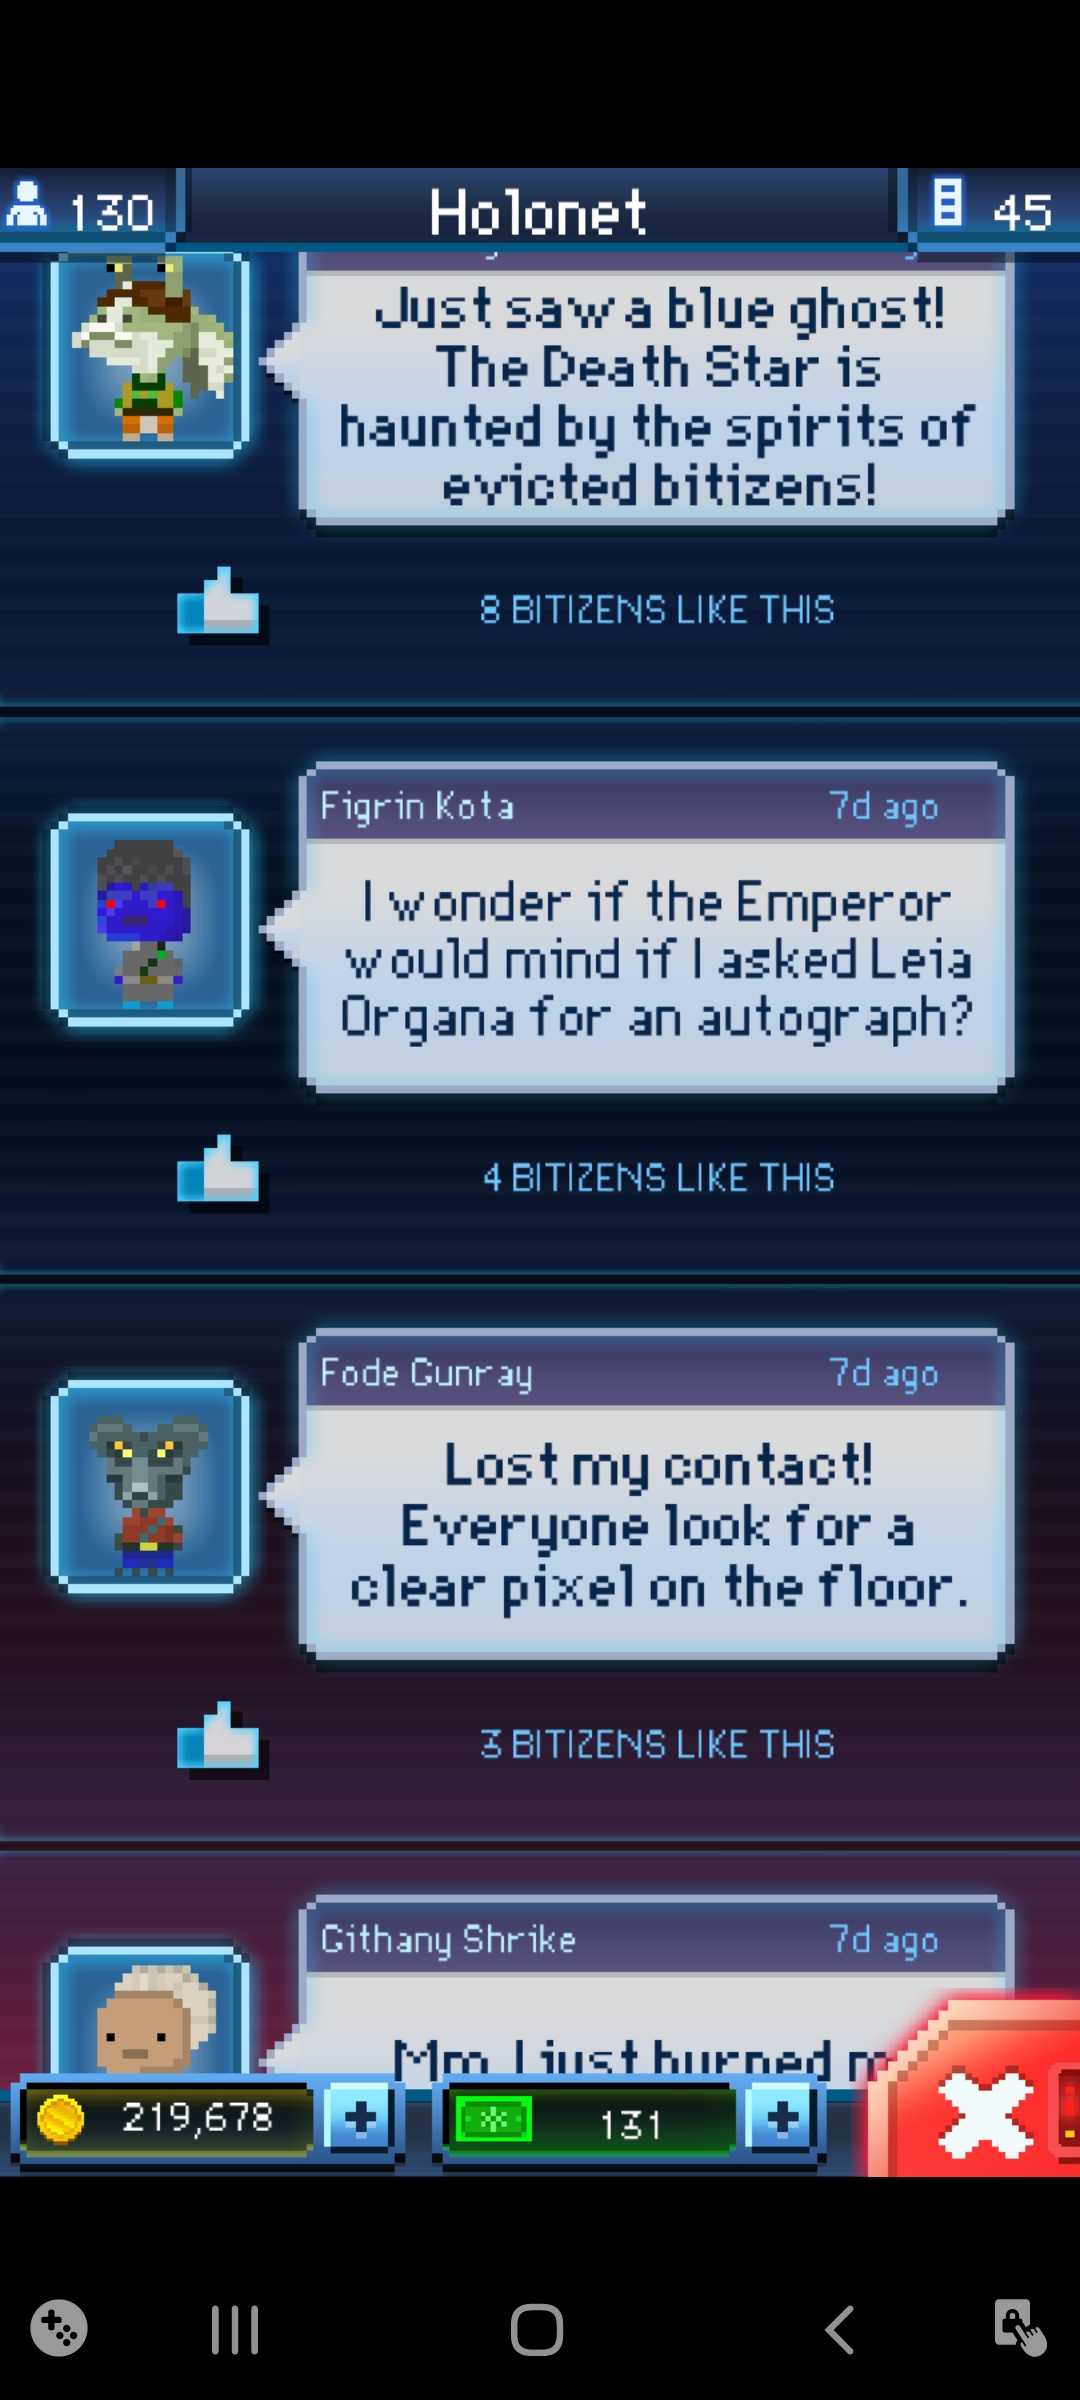 130 Holonet 45
Just saw a blue ghost!
The Death Star is
haunted by the spirits of
evicted bitizens!
8 BITIZENS LIKE THIS
Figrin Kota 7d ago
I wonder if the Emperor
would mind if I asked Leia
Organa for an autograph?
4 BITIZENS LIKE THIS
Fode Gunray 7d ago
Lost my contact!
Everyone look for a
clear pixel on the floor.
3 BITIZENS LIKE THIS
Githany Shrike 7d ago
Mm, I just burned
219,678 131